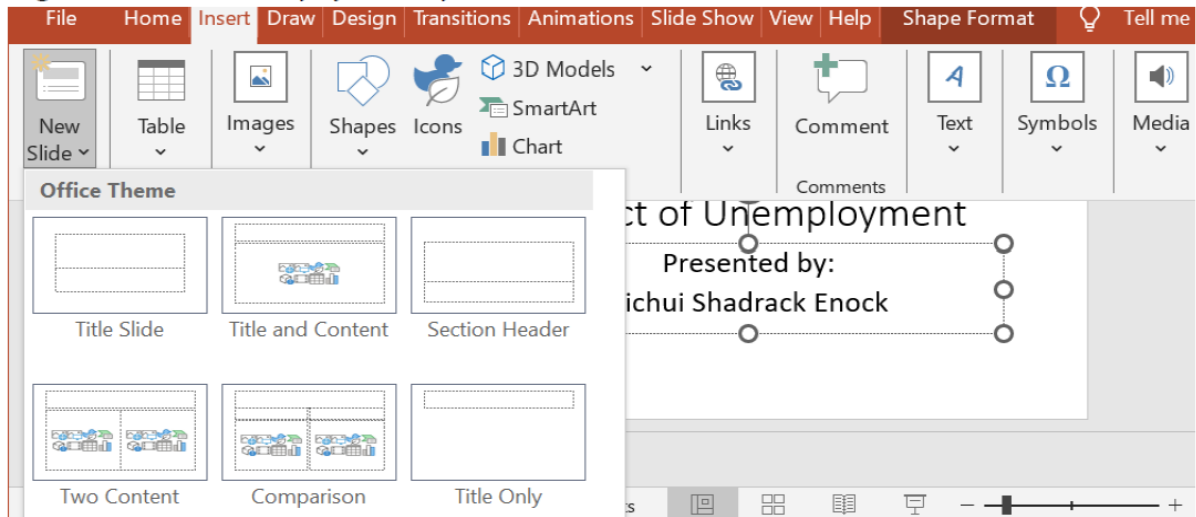 File Home Insert Draw Design Transitions Animations Slide Show View Help Shape Format Tell me
3D Models
SmartArt
Chart
New Slide
Table
Images
Shapes
Icons
Links
Comment
Text
Symbols
Media
Comments
Office Theme
Title Slide Title and Content Section Header
Two Content Comparison Title Only
ct of Unemployment
Presented by:
ichui Shadrack Enock